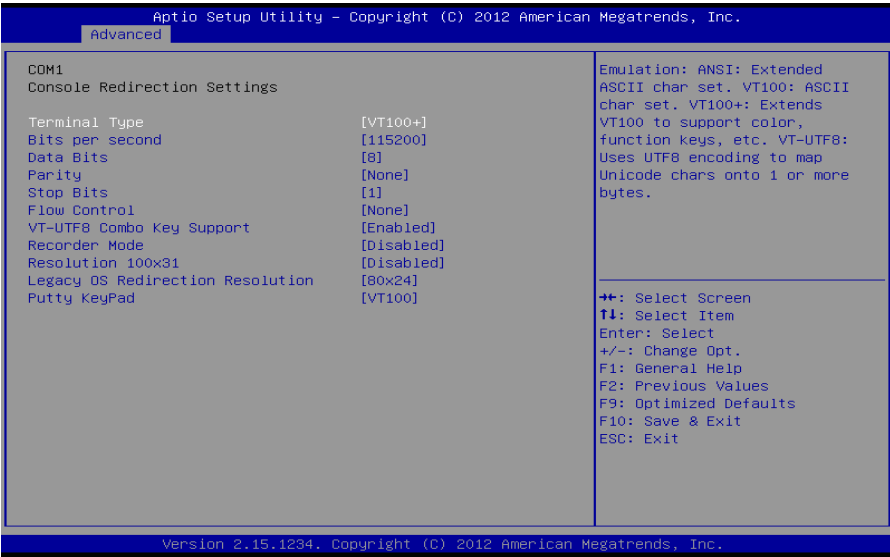 Aptio Setup Utility – Copyright (C) 2012 American Megatrends, Inc.
Advanced
COM1
Console Redirection Settings
Terminal Type [VT100+]
Bits per second [115200]
Data Bits [8]
Parity [None]
Stop Bits [1]
Flow Control [None]
VT-UTF8 Combo Key Support [Enabled]
Recorder Mode [Disabled]
Resolution 100x31 [Disabled]
Legacy OS Redirection Resolution [80x24]
Putty KeyPad [VT100]
Emulation: ANSI: Extended
ASCII char set. VT100: ASCII
char set. VT100+: Extends
VT100 to support color,
function keys, etc. VT-UTF8:
Uses UTF8 encoding to map
Unicode chars onto 1 or more
bytes.
→←: Select Screen
↑↓: Select Item
Enter: Select
+/-: Change Opt.
F1: General Help
F2: Previous Values
F9: Optimized Defaults
F10: Save & Exit
ESC: Exit
Version 2.15.1234. Copyright (C) 2012 American Megatrends, Inc.